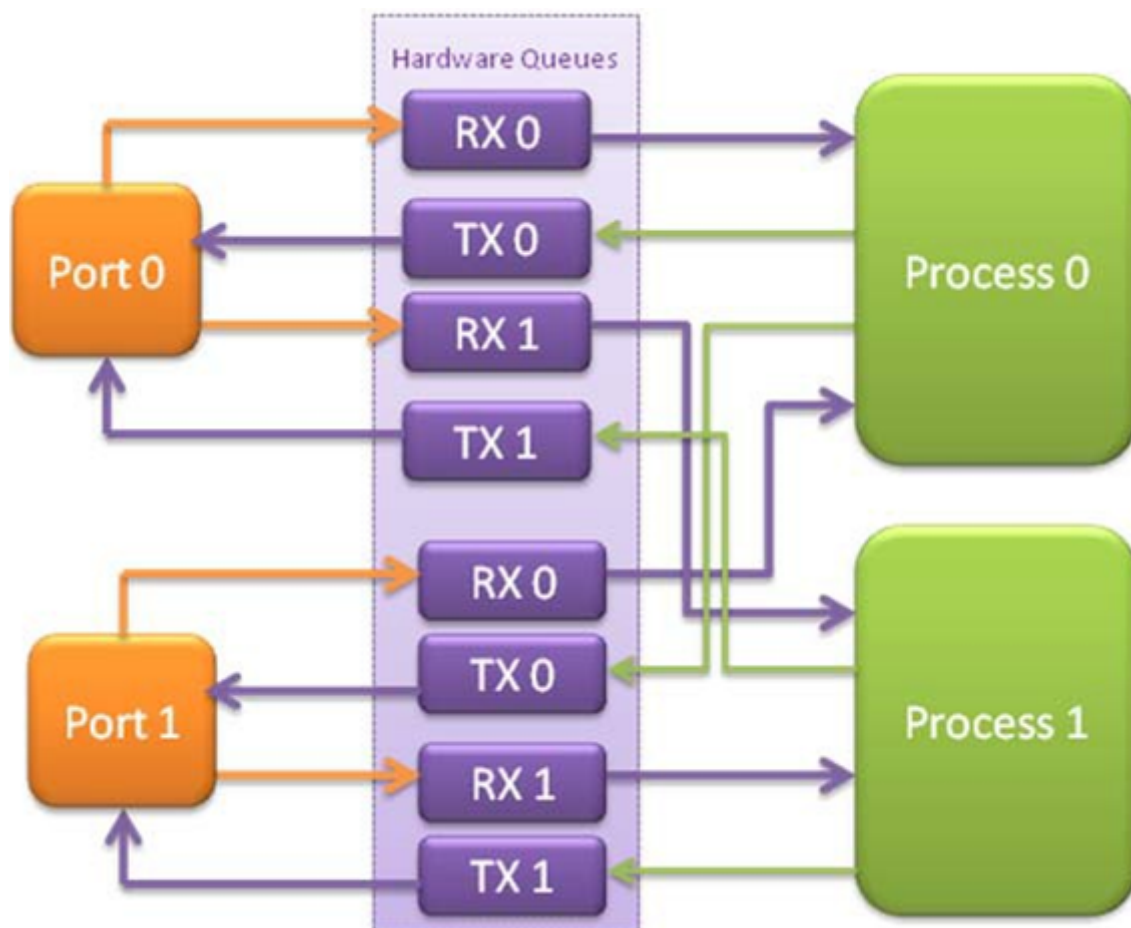 Hardware Queues
RX 0
TX 0
Port 0
Process 0
RX 1
TX 1
RX 0
TX 0
Port 1
Process 1
RX 1
TX 1